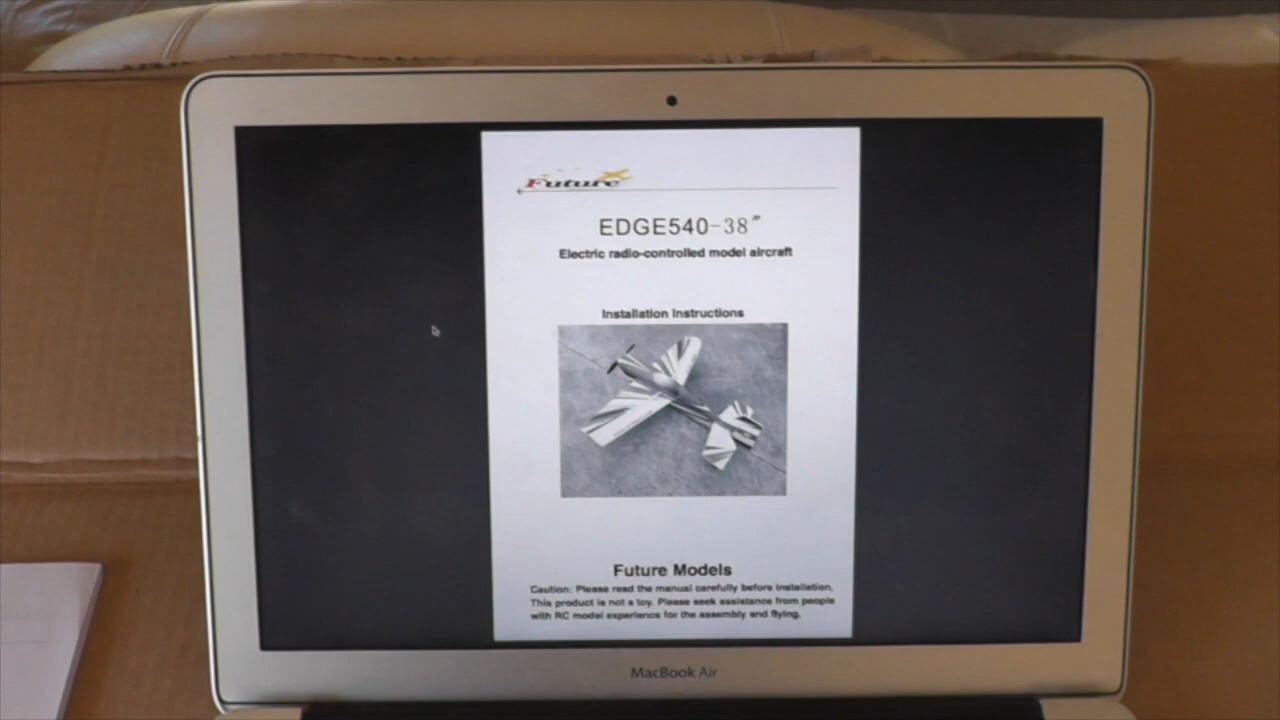 Future
EDGE540-38"
Electric radio-controlled model aircraft
Installation Instructions
Future Models
Caution: Please read the manual carefully before installation.
This product is not a toy. Please seek assistance from people
with RC model experience for the assembly and flying.
MacBook Air